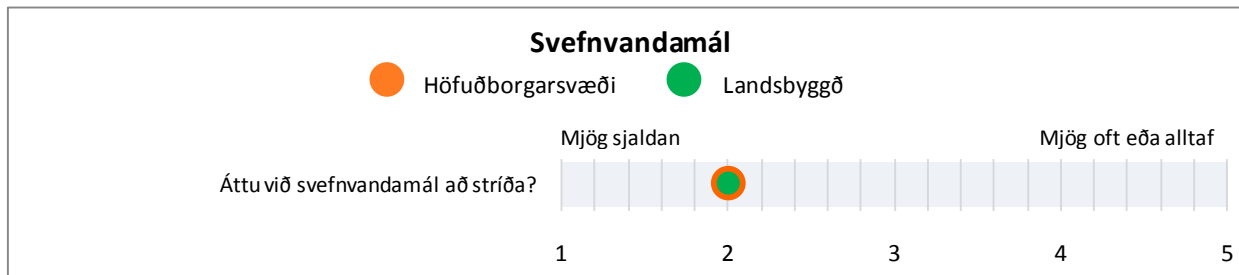 Svefnvandamál
Höfuðborgarsvæði Landsbyggð
Mjög sjaldan Mjög oft eða alltaf
Áttu við svefnvandamál að stríða?
1 2 3 4 5